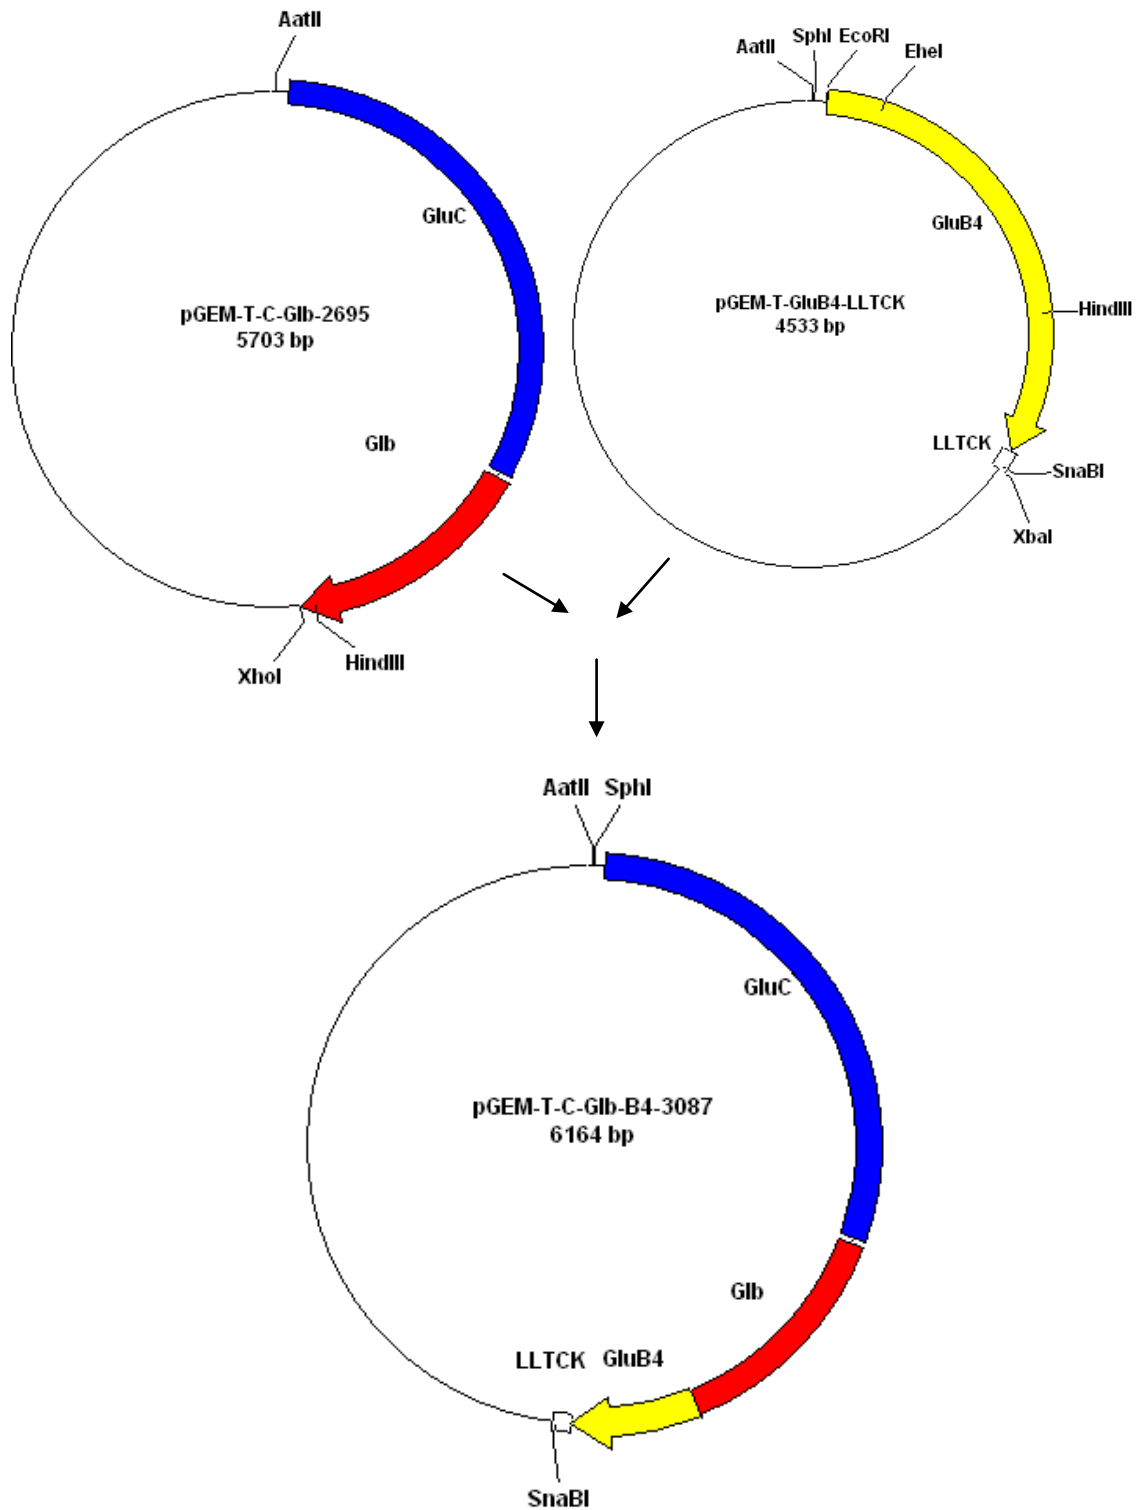 AatII
GluC
pGEM-T-C-Glb-2695
5703 bp
Glb
XhoI
HindIII
AatII
SphI
EcoRI
EheI
GluB4
pGEM-T-GluB4-LLTCK
4533 bp
HindIII
LLTCK
SnaBI
XbaI
AatII
SphI
GluC
pGEM-T-C-Glb-B4-3087
6164 bp
Glb
LLTCK
GluB4
SnaBI